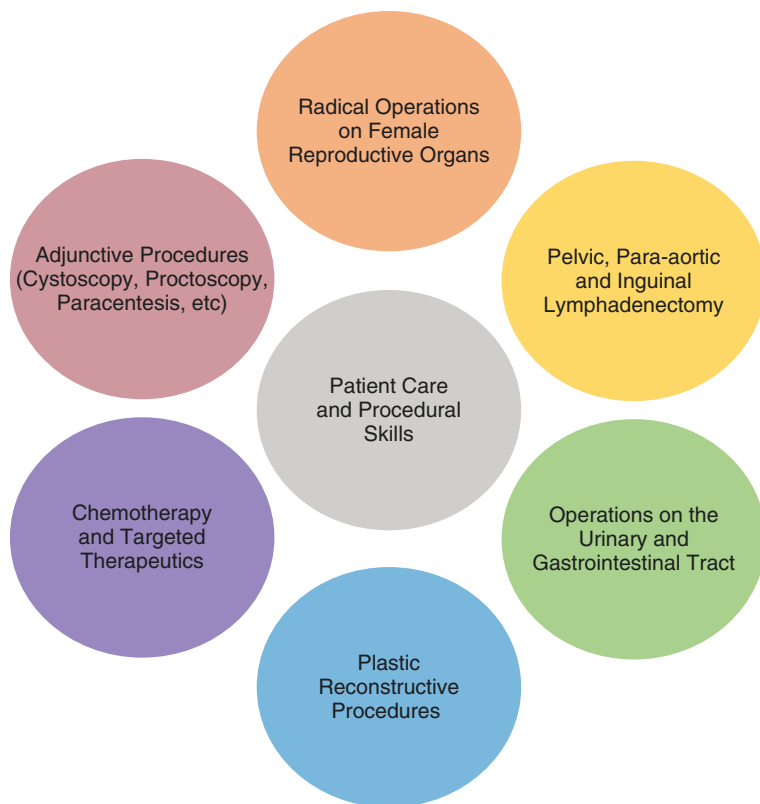 Radical Operations
on Female
Reproductive Organs
Adjunctive Procedures
(Cystoscopy, Proctoscopy,
Paracentesis, etc)
Pelvic, Para-aortic
and Inguinal
Lymphadenectomy
Patient Care
and Procedural
Skills
Chemotherapy
and Targeted
Therapeutics
Operations on the
Urinary and
Gastrointestinal Tract
Plastic
Reconstructive
Procedures